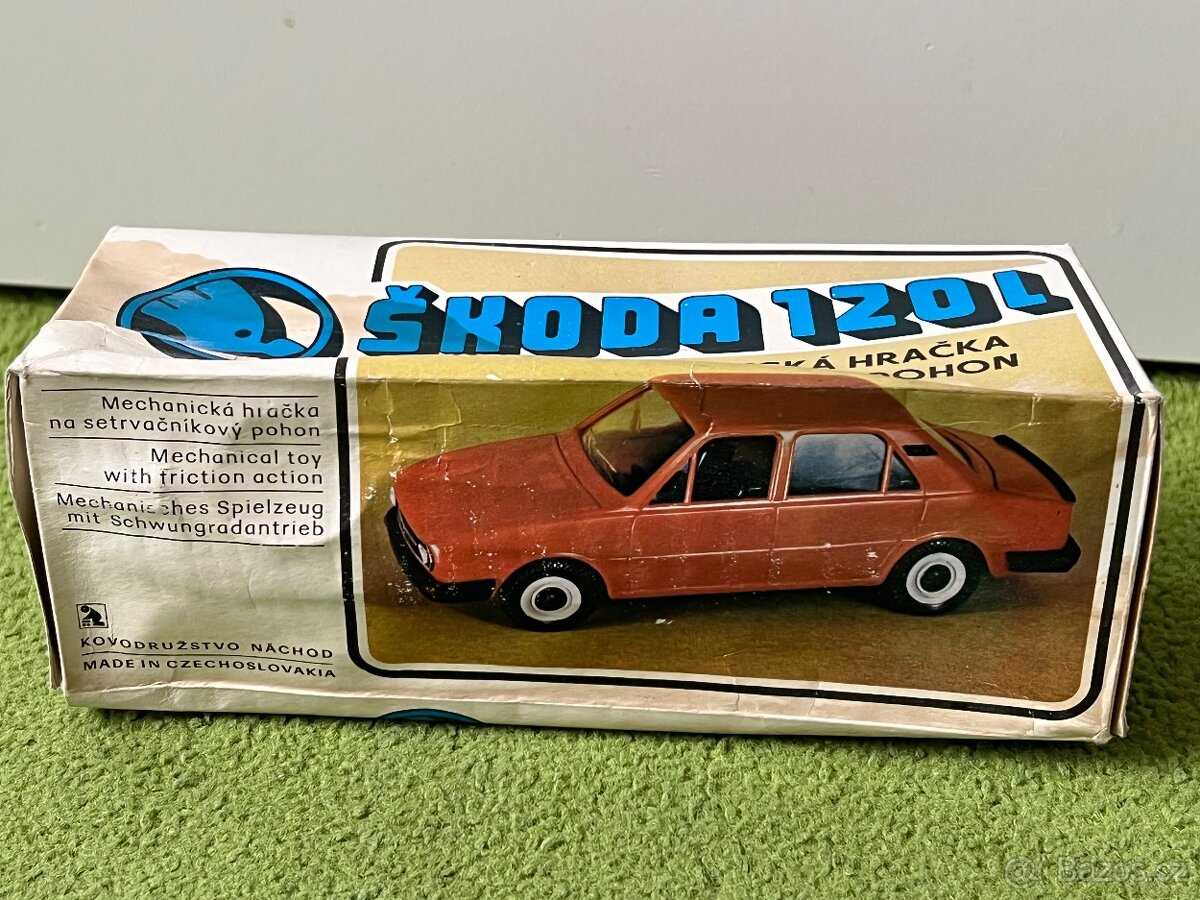 ŠKODA 120 L
HRAČKA
POHON
Mechanická hračka
na setrvačníkový pohon
Mechanical toy
with friction action
Mechanisches Spielzeug
mit Schwungradantrieb
KOVODRUŽSTVO NÁCHOD
MADE IN CZECHOSLOVAKIA
Bazos.cz